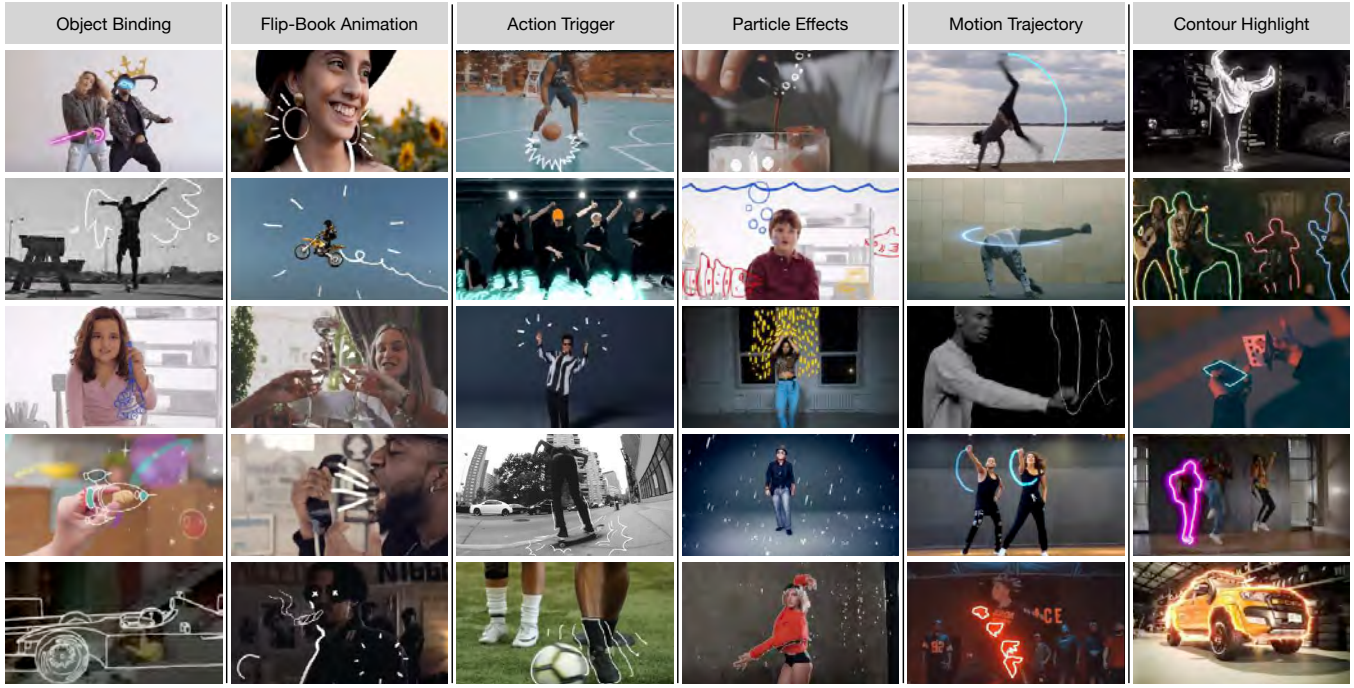 Object Binding
Flip-Book Animation
Action Trigger
Particle Effects
Motion Trajectory
Contour Highlight